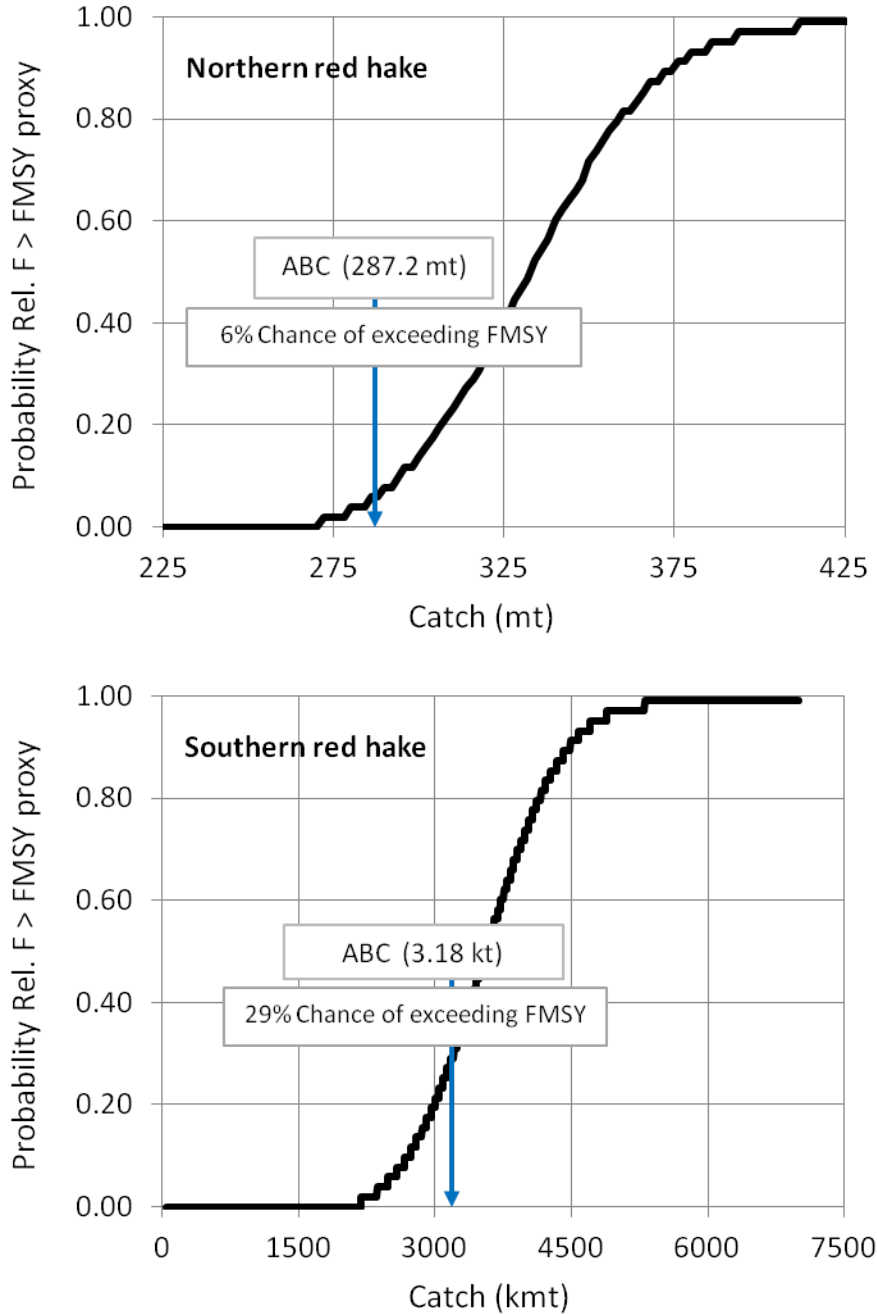 1.00
Northern red hake
0.80
0.60
ABC (287.2 mt)
0.40
6% Chance of exceeding FMSY
0.20
0.00
Probability Rel. F > FMSY proxy
225 275 325 375 425
Catch (mt)
1.00
Southern red hake
0.80
0.60
ABC (3.18 kt)
0.40
29% Chance of exceeding FMSY
0.20
0.00
Probability Rel. F > FMSY proxy
0 1500 3000 4500 6000 7500
Catch (kmt)